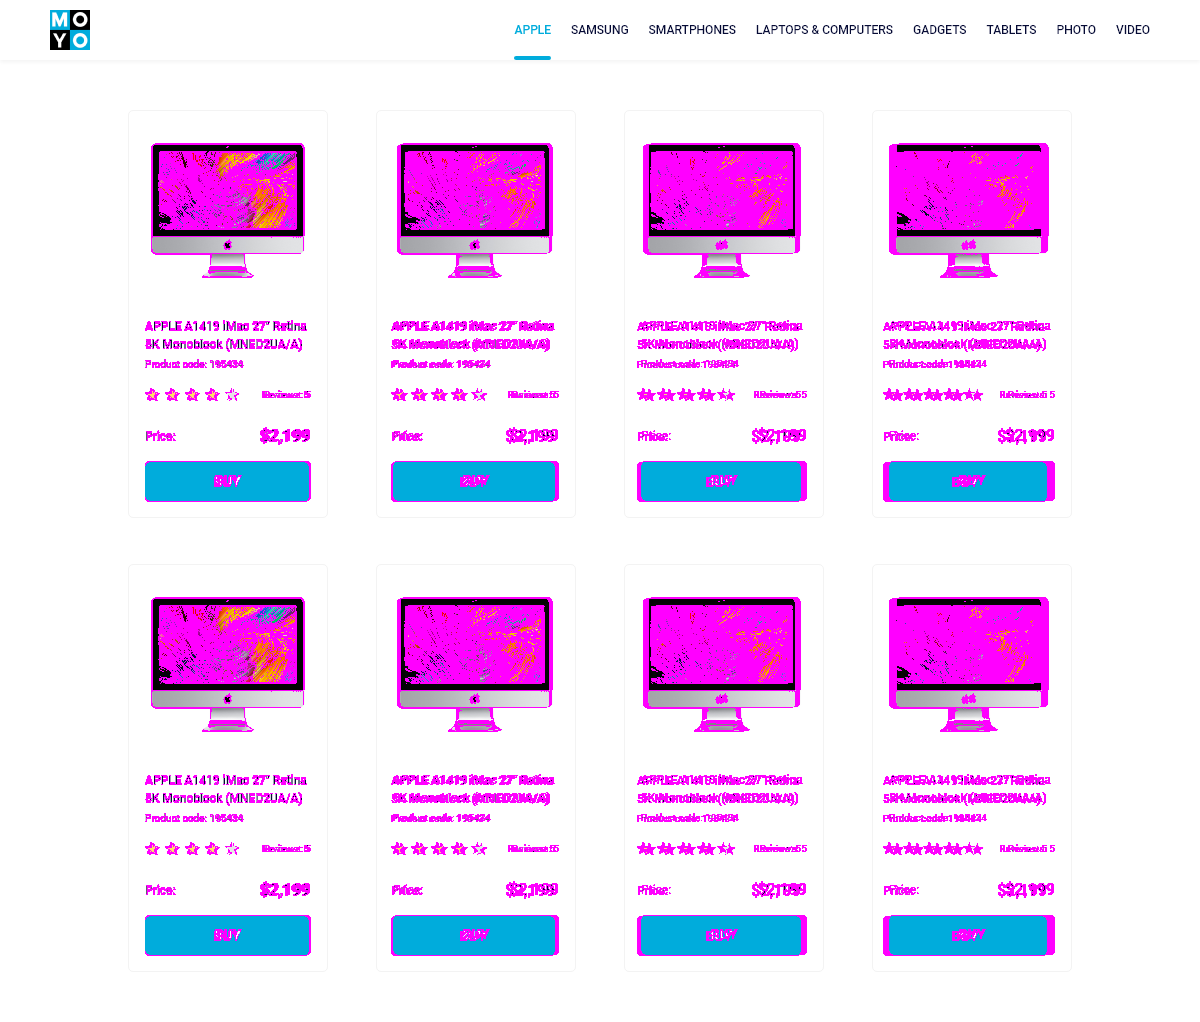 MO
YO
APPLE SAMSUNG SMARTPHONES LAPTOPS & COMPUTERS GADGETS TABLETS PHOTO VIDEO
APPLE A1419 iMac 27" Retina
5K Monoblock (MNED2UA/A)
Product code: 195434
Reviews: 5
Price: $2,199
BUY
APPLE A1419 iMac 27" Retina
5K Monoblock (MNED2UA/A)
Product code: 195434
Reviews: 5
Price: $2,199
BUY
APPLE A1419 iMac 27" Retina
5K Monoblock (MNED2UA/A)
Product code: 195434
Reviews: 5
Price: $2,199
BUY
APPLE A1419 iMac 27" Retina
5K Monoblock (MNED2UA/A)
Product code: 195434
Reviews: 5
Price: $2,199
BUY
APPLE A1419 iMac 27" Retina
5K Monoblock (MNED2UA/A)
Product code: 195434
Reviews: 5
Price: $2,199
BUY
APPLE A1419 iMac 27" Retina
5K Monoblock (MNED2UA/A)
Product code: 195434
Reviews: 5
Price: $2,199
BUY
APPLE A1419 iMac 27" Retina
5K Monoblock (MNED2UA/A)
Product code: 195434
Reviews: 5
Price: $2,199
BUY
APPLE A1419 iMac 27" Retina
5K Monoblock (MNED2UA/A)
Product code: 195434
Reviews: 5
Price: $2,199
BUY